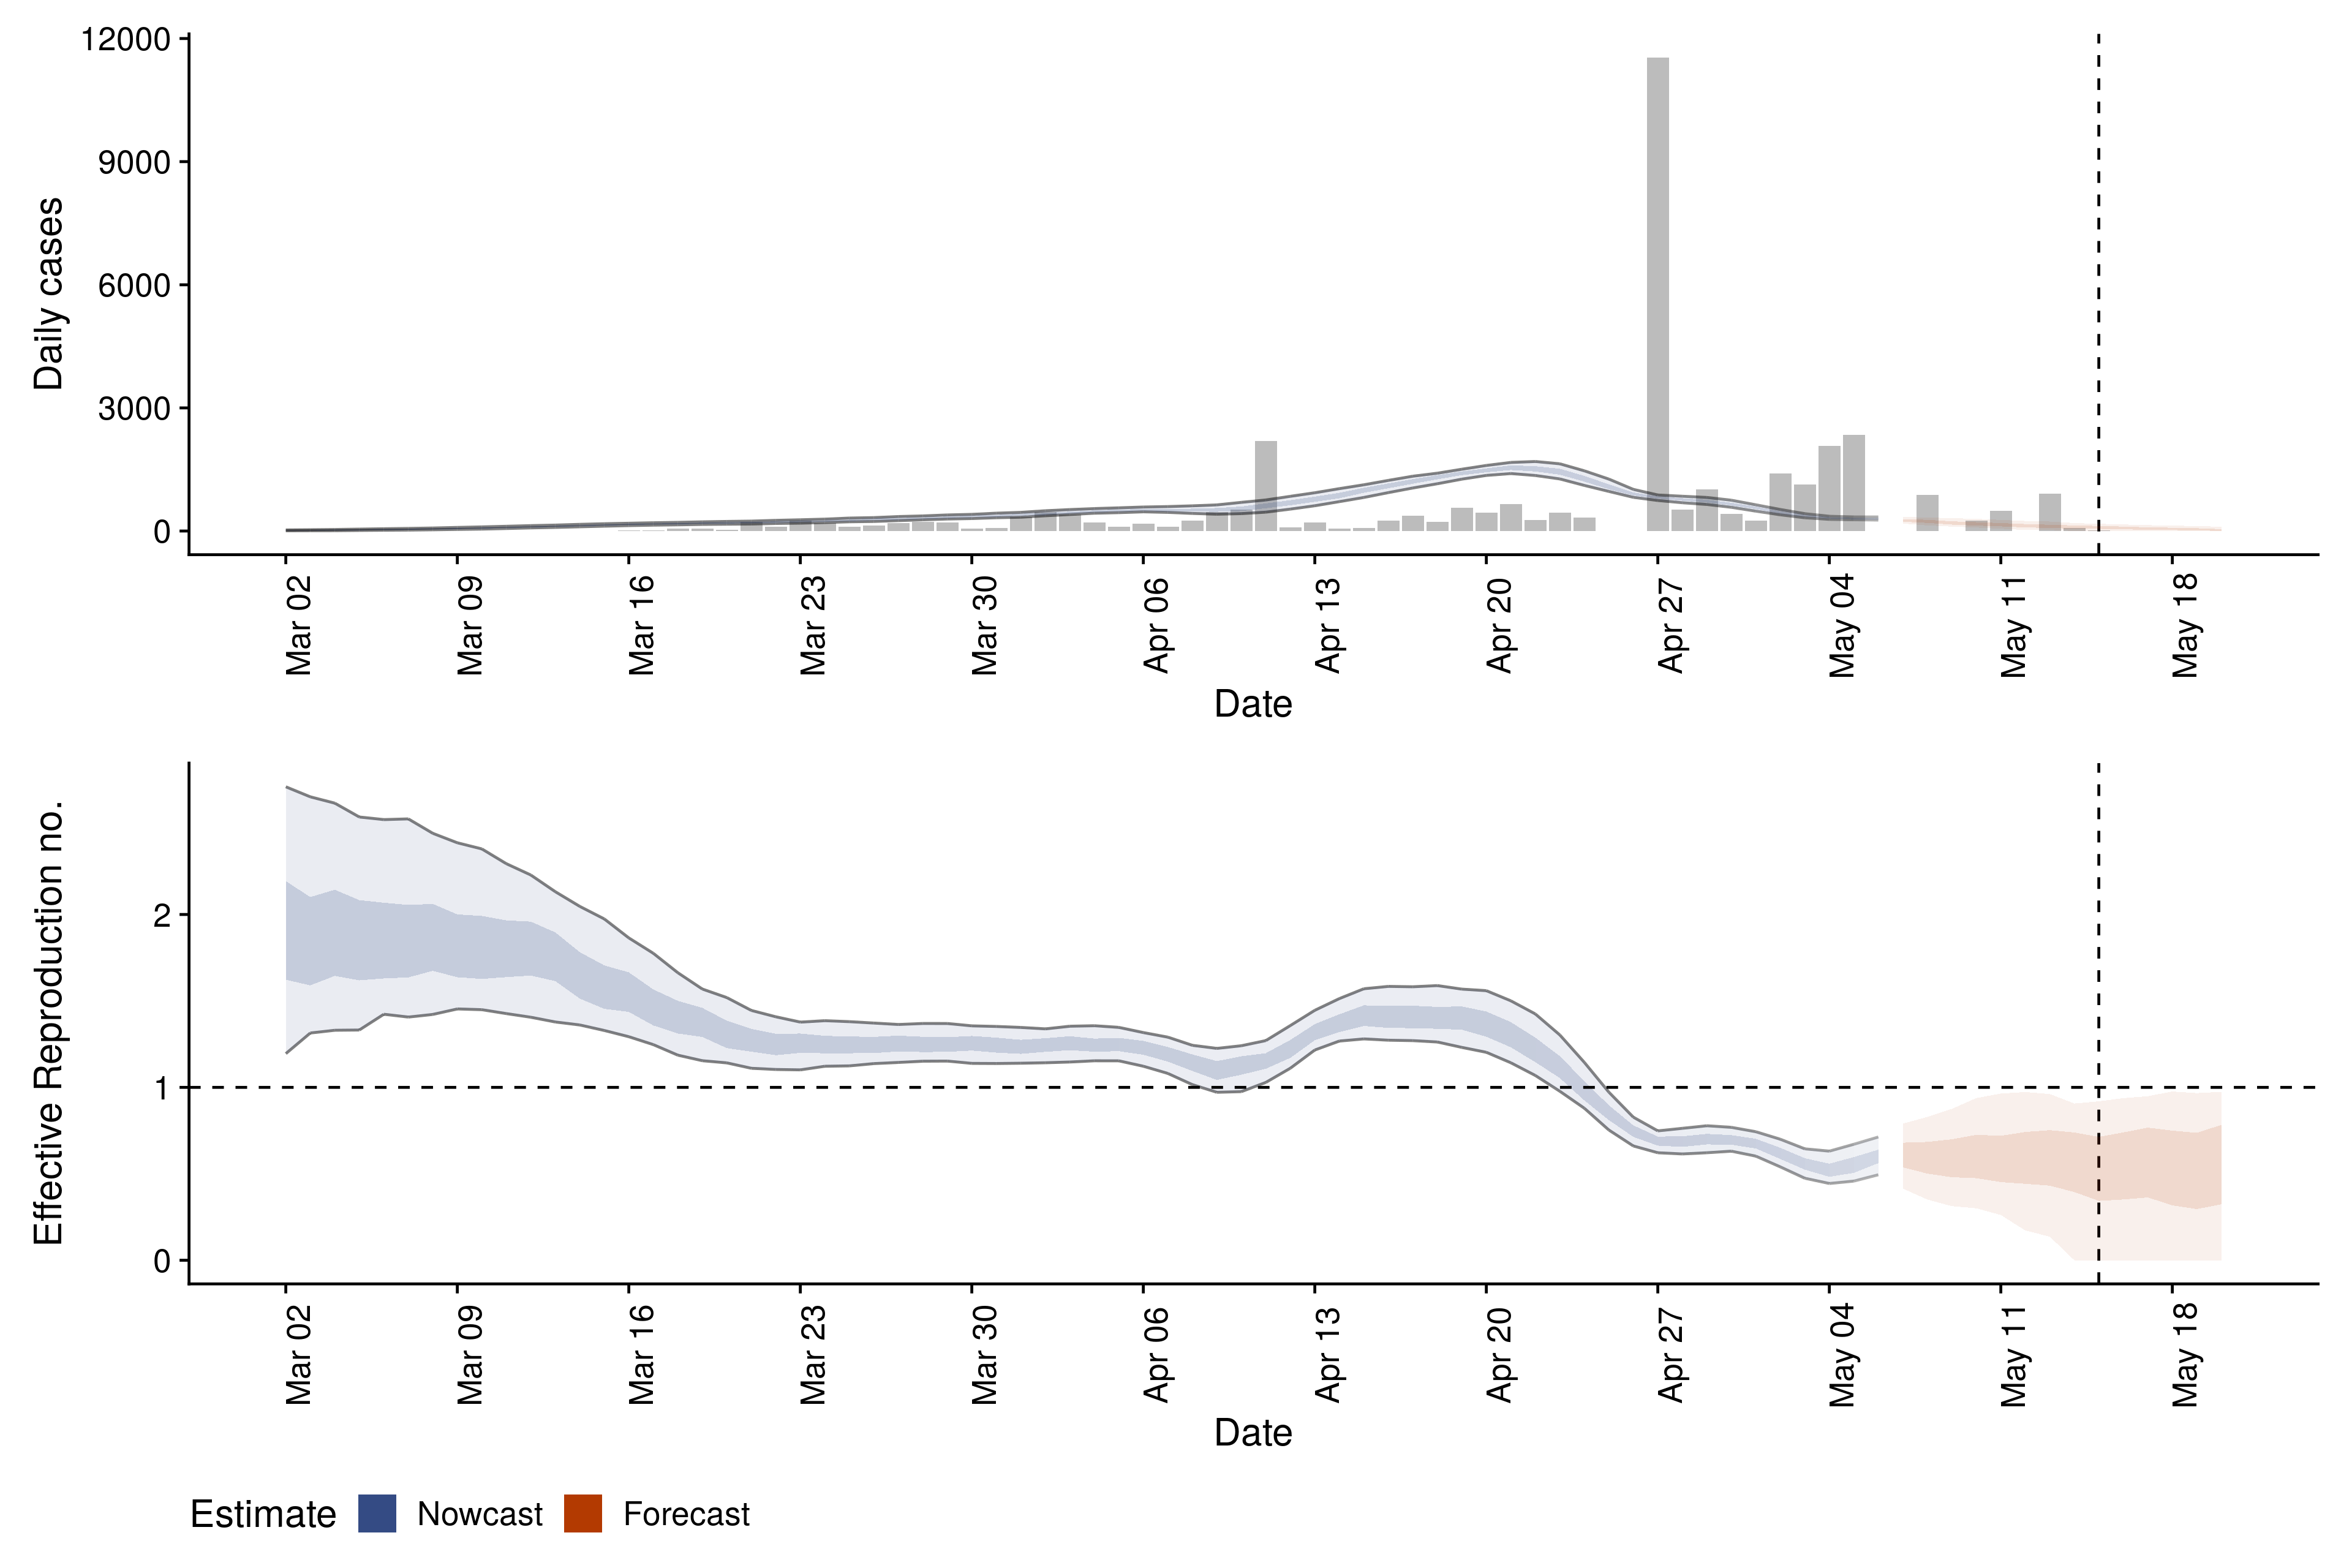 12000
9000
6000
3000
0
Daily cases
Mar 02 Mar 09 Mar 16 Mar 23 Mar 30 Apr 06 Apr 13 Apr 20 Apr 27 May 04 May 11 May 18
Date
2
1
0
Effective Reproduction no.
Mar 02 Mar 09 Mar 16 Mar 23 Mar 30 Apr 06 Apr 13 Apr 20 Apr 27 May 04 May 11 May 18
Date
Estimate Nowcast Forecast